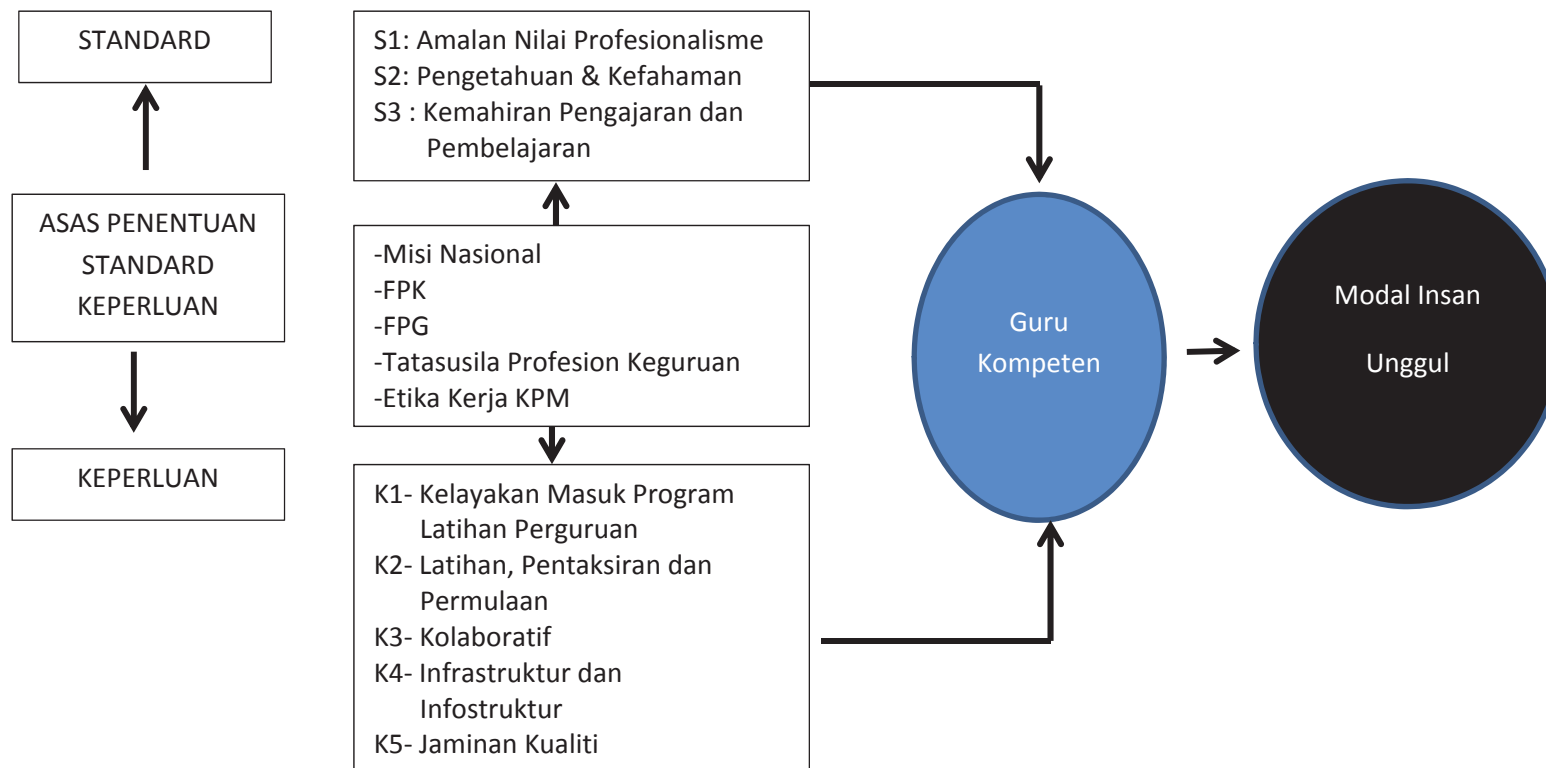 STANDARD
S1: Amalan Nilai Profesionalisme
S2: Pengetahuan & Kefahaman
S3 : Kemahiran Pengajaran dan
Pembelajaran
ASAS PENENTUAN
STANDARD
KEPERLUAN
-Misi Nasional
-FPK
-FPG
-Tatasusila Profesion Keguruan
-Etika Kerja KPM
KEPERLUAN
K1- Kelayakan Masuk Program
Latihan Perguruan
K2- Latihan, Pentaksiran dan
Permulaan
K3- Kolaboratif
K4- Infrastruktur dan
Infostruktur
K5- Jaminan Kualiti
Guru
Kompeten
Modal Insan
Unggul